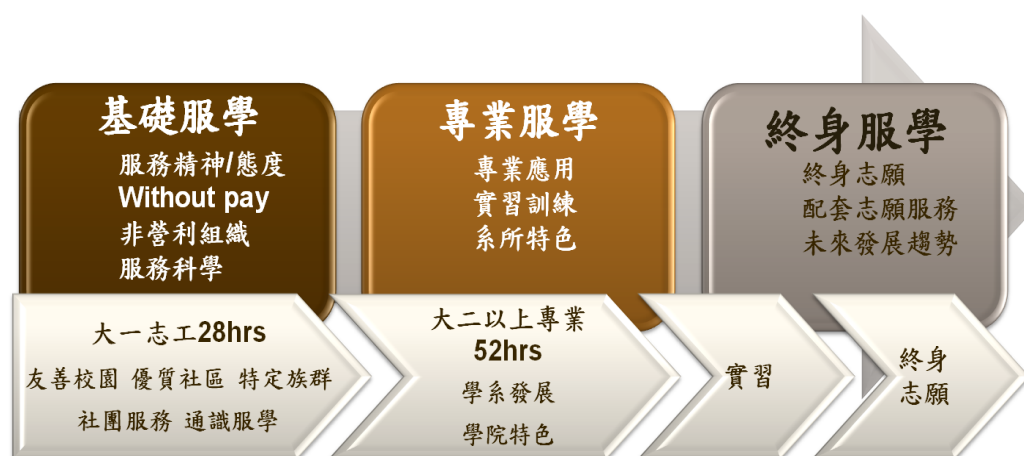 基礎服學
服務精神/態度
Without pay
非營利組織
服務科學
專業服學
專業應用
實習訓練
系所特色
終身服學
終身志願
配套志願服務
未來發展趨勢
大一志工28hrs
友善校園 優質社區 特定族群
社團服務 通識服學
大二以上專業
52hrs
學系發展
學院特色
實習
終身
志願